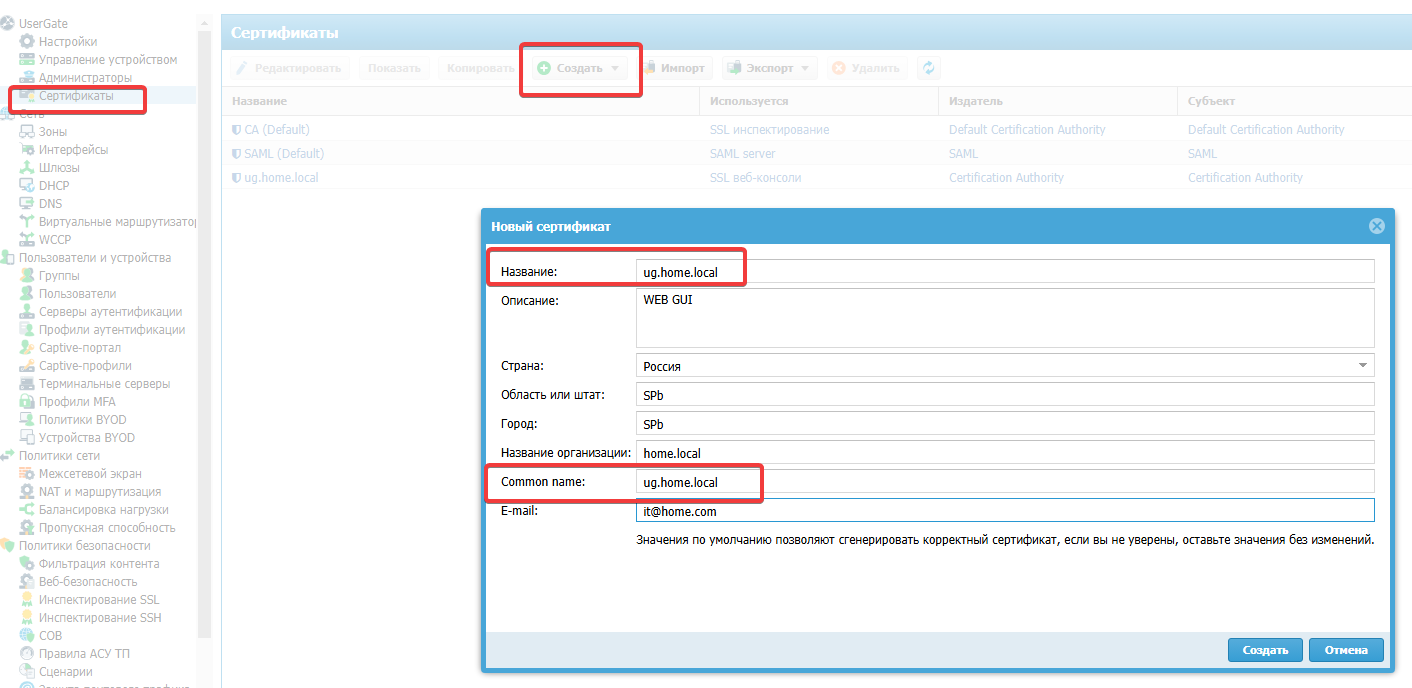 UserGate
Настройки
Управление устройством
Администраторы
Сертификаты
Сеть
Зоны
Интерфейсы
Шлюзы
DHCP
DNS
Виртуальные маршрутизато
WCCP
Пользователи и устройства
Группы
Пользователи
Серверы аутентификации
Профили аутентификации
Captive-портал
Captive-профили
Терминальные серверы
Профили MFA
Политики BYOD
Устройства BYOD
Политики сети
Межсетевой экран
NAT и маршрутизация
Балансировка нагрузки
Пропускная способность
Политики безопасности
Фильтрация контента
Веб-безопасность
Инспектирование SSL
Инспектирование SSH
СОВ
Правила АСУ ТП
Сценарии
Сертификаты
Редактировать Показать Копировать Создать Импорт Экспорт Удалить
Название Используется Издатель Субъект
CA (Default) SSL инспектирование Default Certification Authority Default Certification Authority
SAML (Default) SAML server SAML SAML
ug.home.local SSL веб-консоли Certification Authority Certification Authority
Новый сертификат
Название: ug.home.local
Описание: WEB GUI
Страна: Россия
Область или штат: SPb
Город: SPb
Название организации: home.local
Common name: ug.home.local
E-mail: it@home.com
Значения по умолчанию позволяют сгенерировать корректный сертификат, если вы не уверены, оставьте значения без изменений.
Создать Отмена